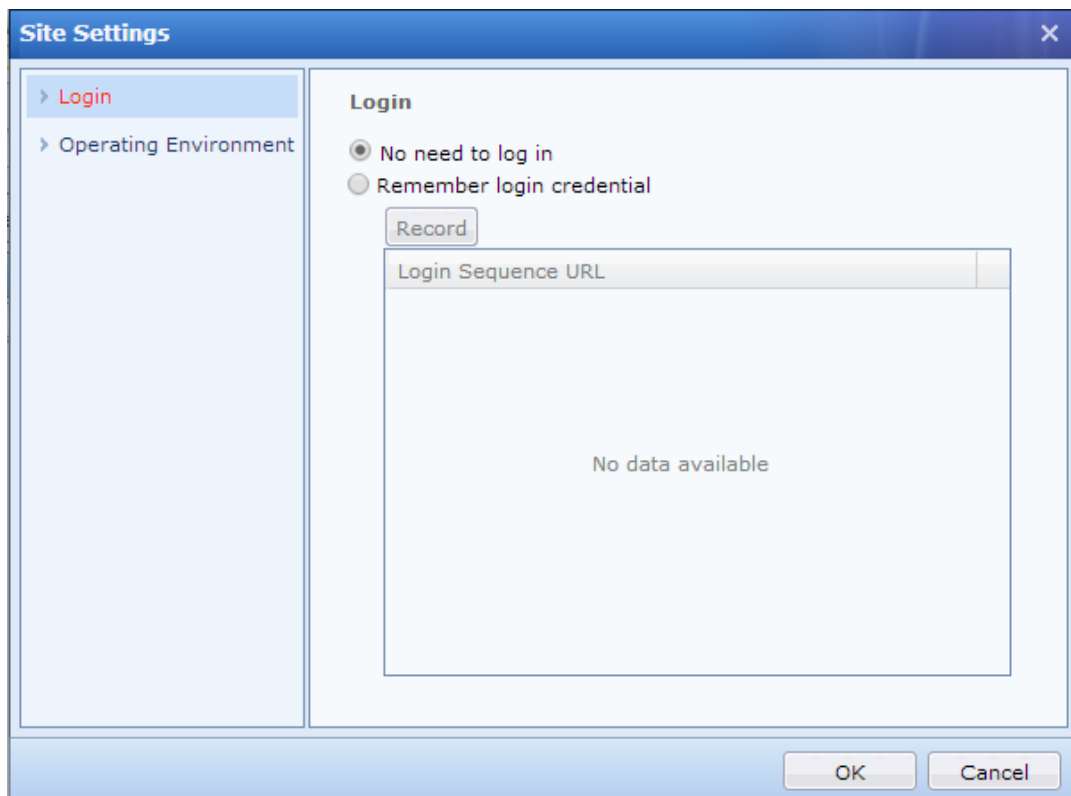 Site Settings
Login
Operating Environment
Login
No need to log in
Remember login credential
Record
Login Sequence URL
No data available
OK
Cancel